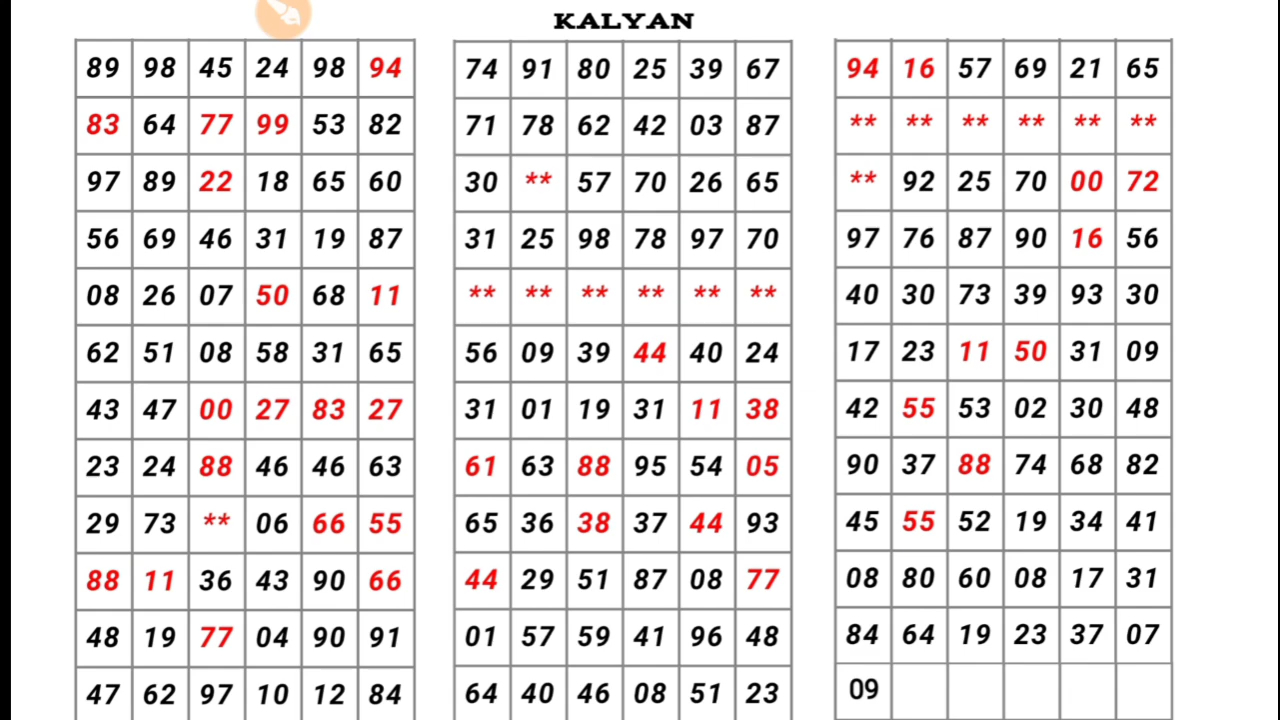 KALYAN
89 98 45 24 98 94
83 64 77 99 53 82
97 89 22 18 65 60
56 69 46 31 19 87
08 26 07 50 68 11
62 51 08 58 31 65
43 47 00 27 83 27
23 24 88 46 46 63
29 73 ** 06 66 55
88 11 36 43 90 66
48 19 77 04 90 91
47 62 97 10 12 84
74 91 80 25 39 67
71 78 62 42 03 87
30 ** 57 70 26 65
31 25 98 78 97 70
** ** ** ** ** **
56 09 39 44 40 24
31 01 19 31 11 38
61 63 88 95 54 05
65 36 38 37 44 93
44 29 51 87 08 77
01 57 59 41 96 48
64 40 46 08 51 23
94 16 57 69 21 65
** ** ** ** ** **
** 92 25 70 00 72
97 76 87 90 16 56
40 30 73 39 93 30
17 23 11 50 31 09
42 55 53 02 30 48
90 37 88 74 68 82
45 55 52 19 34 41
08 80 60 08 17 31
84 64 19 23 37 07
09